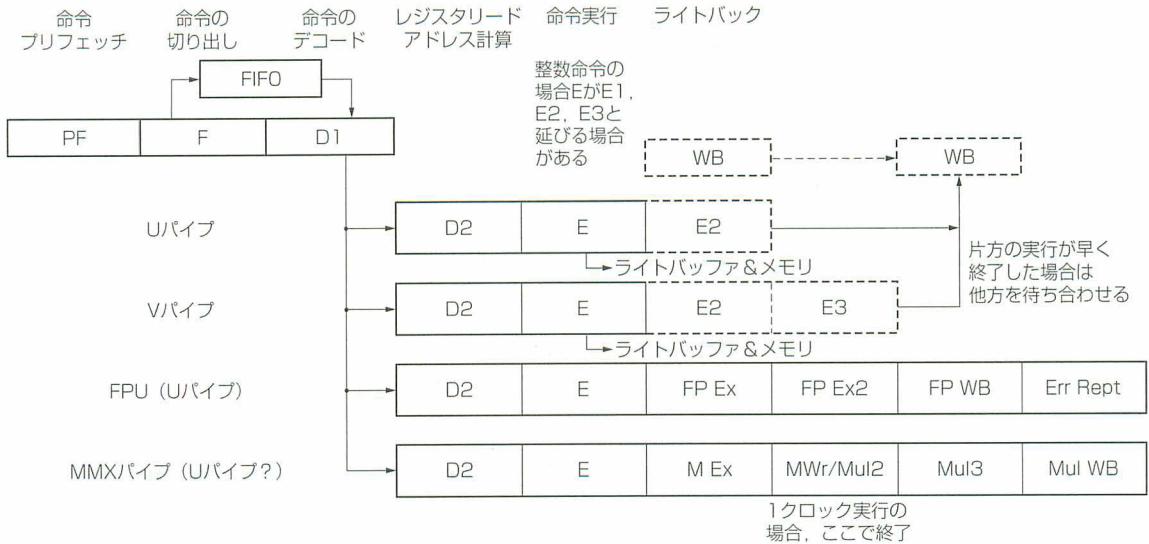 命令
プリフェッチ
命令の
切り出し
命令の
デコード
レジスタリード
アドレス計算
命令実行
ライトバック
FIFO
整数命令の
場合EがE1,
E2, E3と
延びる場合
がある
PF
F
D1
WB
WB
Uパイプ
D2
E
E2
ライトバッファ&メモリ
片方の実行が早く
終了した場合は
他方を待ち合わせる
Vパイプ
D2
E
E2
E3
ライトバッファ&メモリ
FPU(Uパイプ)
D2
E
FP Ex
FP Ex2
FP WB
Err Rept
MMXパイプ(Uパイプ?)
D2
E
M Ex
MWr/Mul2
Mul3
Mul WB
1クロック実行の
場合,ここで終了